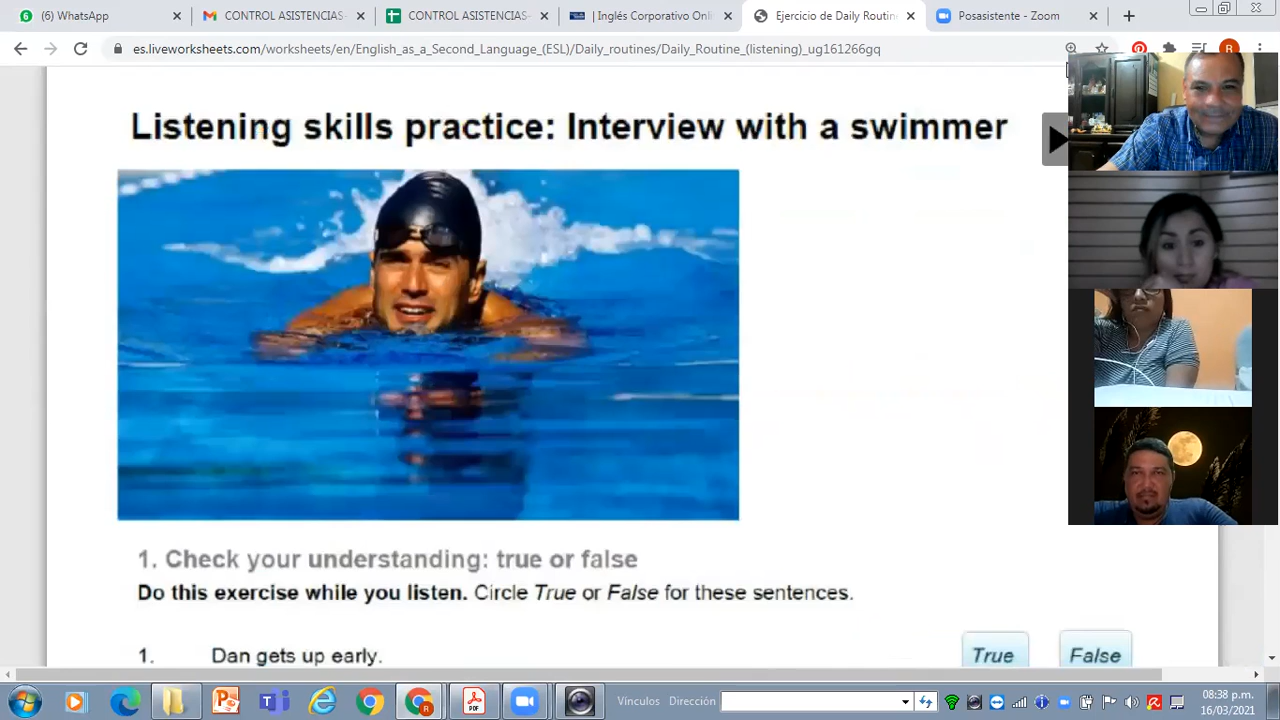 (6) WhatsApp
CONTROL ASISTENCIAS-
CONTROL ASISTENCIAS-
| Inglés Corporativo Onli
Ejercicio de Daily Routine
Posasistente - Zoom
es.liveworksheets.com/worksheets/en/English_as_a_Second_Language_(ESL)/Daily_routines/Daily_Routine_(listening)_ug161266gq
R
Listening skills practice: Interview with a swimmer
1. Check your understanding: true or false
Do this exercise while you listen. Circle True or False for these sentences.
1. Dan gets up early. True False
Vínculos Dirección
08:38 p.m.
16/03/2021